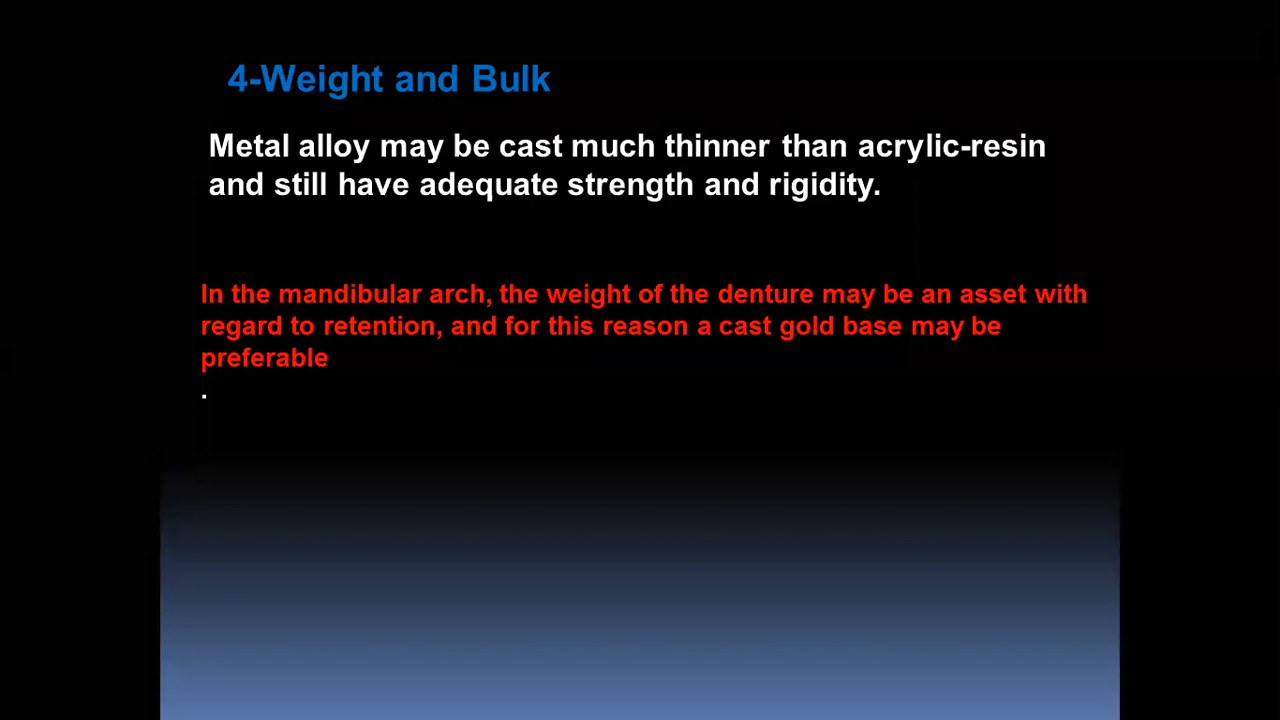 4-Weight and Bulk
Metal alloy may be cast much thinner than acrylic-resin
and still have adequate strength and rigidity.
In the mandibular arch, the weight of the denture may be an asset with
regard to retention, and for this reason a cast gold base may be
preferable
.